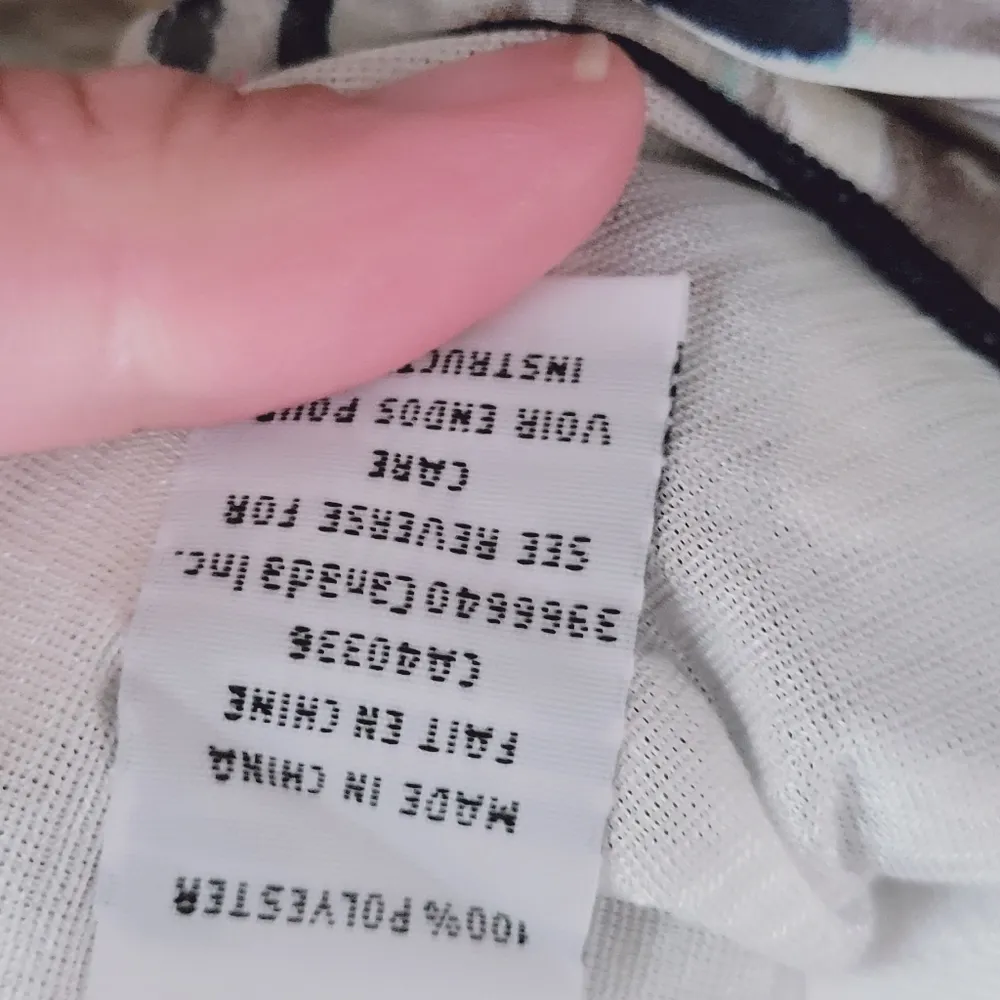 100% POLYESTER
MADE IN CHINA
FAIT EN CHINE
CA40336
3966640 Canada Inc.
SEE REVERSE FOR
CARE
VOIR ENDOS POUR